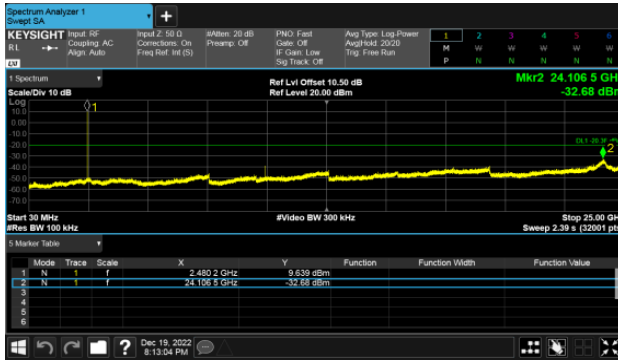 Spectrum Analyzer 1
Swept SA
+
KEYSIGHT
RL
Input: RF
Coupling: AC
Align: Auto
Input Z: 50 Ω
Corrections: On
Freq Ref: Int (S)
#Atten: 20 dB
Preamp: Off
PNO: Fast
Gate: Off
IF Gain: Low
Sig Track: Off
Avg Type: Log-Power
Avg|Hold: 20/20
Trig: Free Run
1 2 3 4 5 6
M W W W W W
P N N N N N
1 Spectrum
Scale/Div 10 dB
Ref Lvl Offset 10.50 dB
Ref Level 20.00 dBm
Mkr2 24.106 5 GHz
-32.68 dBm
Log
10.0
0.00
-10.0
-20.0
-30.0
-40.0
-50.0
-60.0
-70.0
1
2
Start 30 MHz
#Res BW 100 kHz
#Video BW 300 kHz
Stop 25.00 GHz
Sweep 2.39 s (32001 pts)
5 Marker Table
Mode Trace Scale X Y Function Function Width Function Value
1 N 1 f 2.480 2 GHz 9.639 dBm
2 N 1 f 24.106 5 GHz -32.68 dBm
3
4
5
6
?
Dec 19, 2022
8:13:04 PM